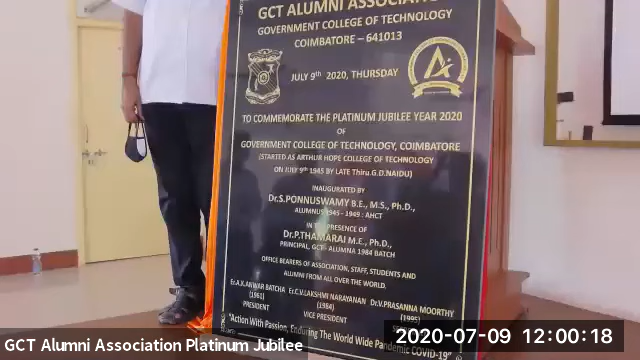 GCT ALUMNI ASSOCIATION
GOVERNMENT COLLEGE OF TECHNOLOGY
COIMBATORE – 641013
JULY 9th 2020, THURSDAY
TO COMMEMORATE THE PLATINUM JUBILEE YEAR 2020
OF
GOVERNMENT COLLEGE OF TECHNOLOGY, COIMBATORE
(STARTED AS ARTHUR HOPE COLLEGE OF TECHNOLOGY
ON JULY 9th 1945 BY LATE Thiru.G.D.NAIDU)
INAUGURATED BY
Dr.S.PONNUSWAMY B.E., M.S., Ph.D.,
ALUMNUS 1945 - 1949 : AHCT
IN THE PRESENCE OF
Dr.P.THAMARAI M.E., Ph.D.,
PRINCIPAL, GCT- ALUMNA 1984 BATCH
OFFICE BEARERS OF ASSOCIATION, STAFF, STUDENTS AND
ALUMNI FROM ALL OVER THE WORLD.
Er.A.K.ANWAR BATCHA Er.C.V.LAKSHMI NARAYANAN Dr.V.PRASANNA MOORTHY
(1961) (1984) (1995)
PRESIDENT VICE PRESIDENT
"Action With Passion, Enduring The World Wide Pandemic COVID-19"
GCT Alumni Association Platinum Jubilee
2020-07-09 12:00:18